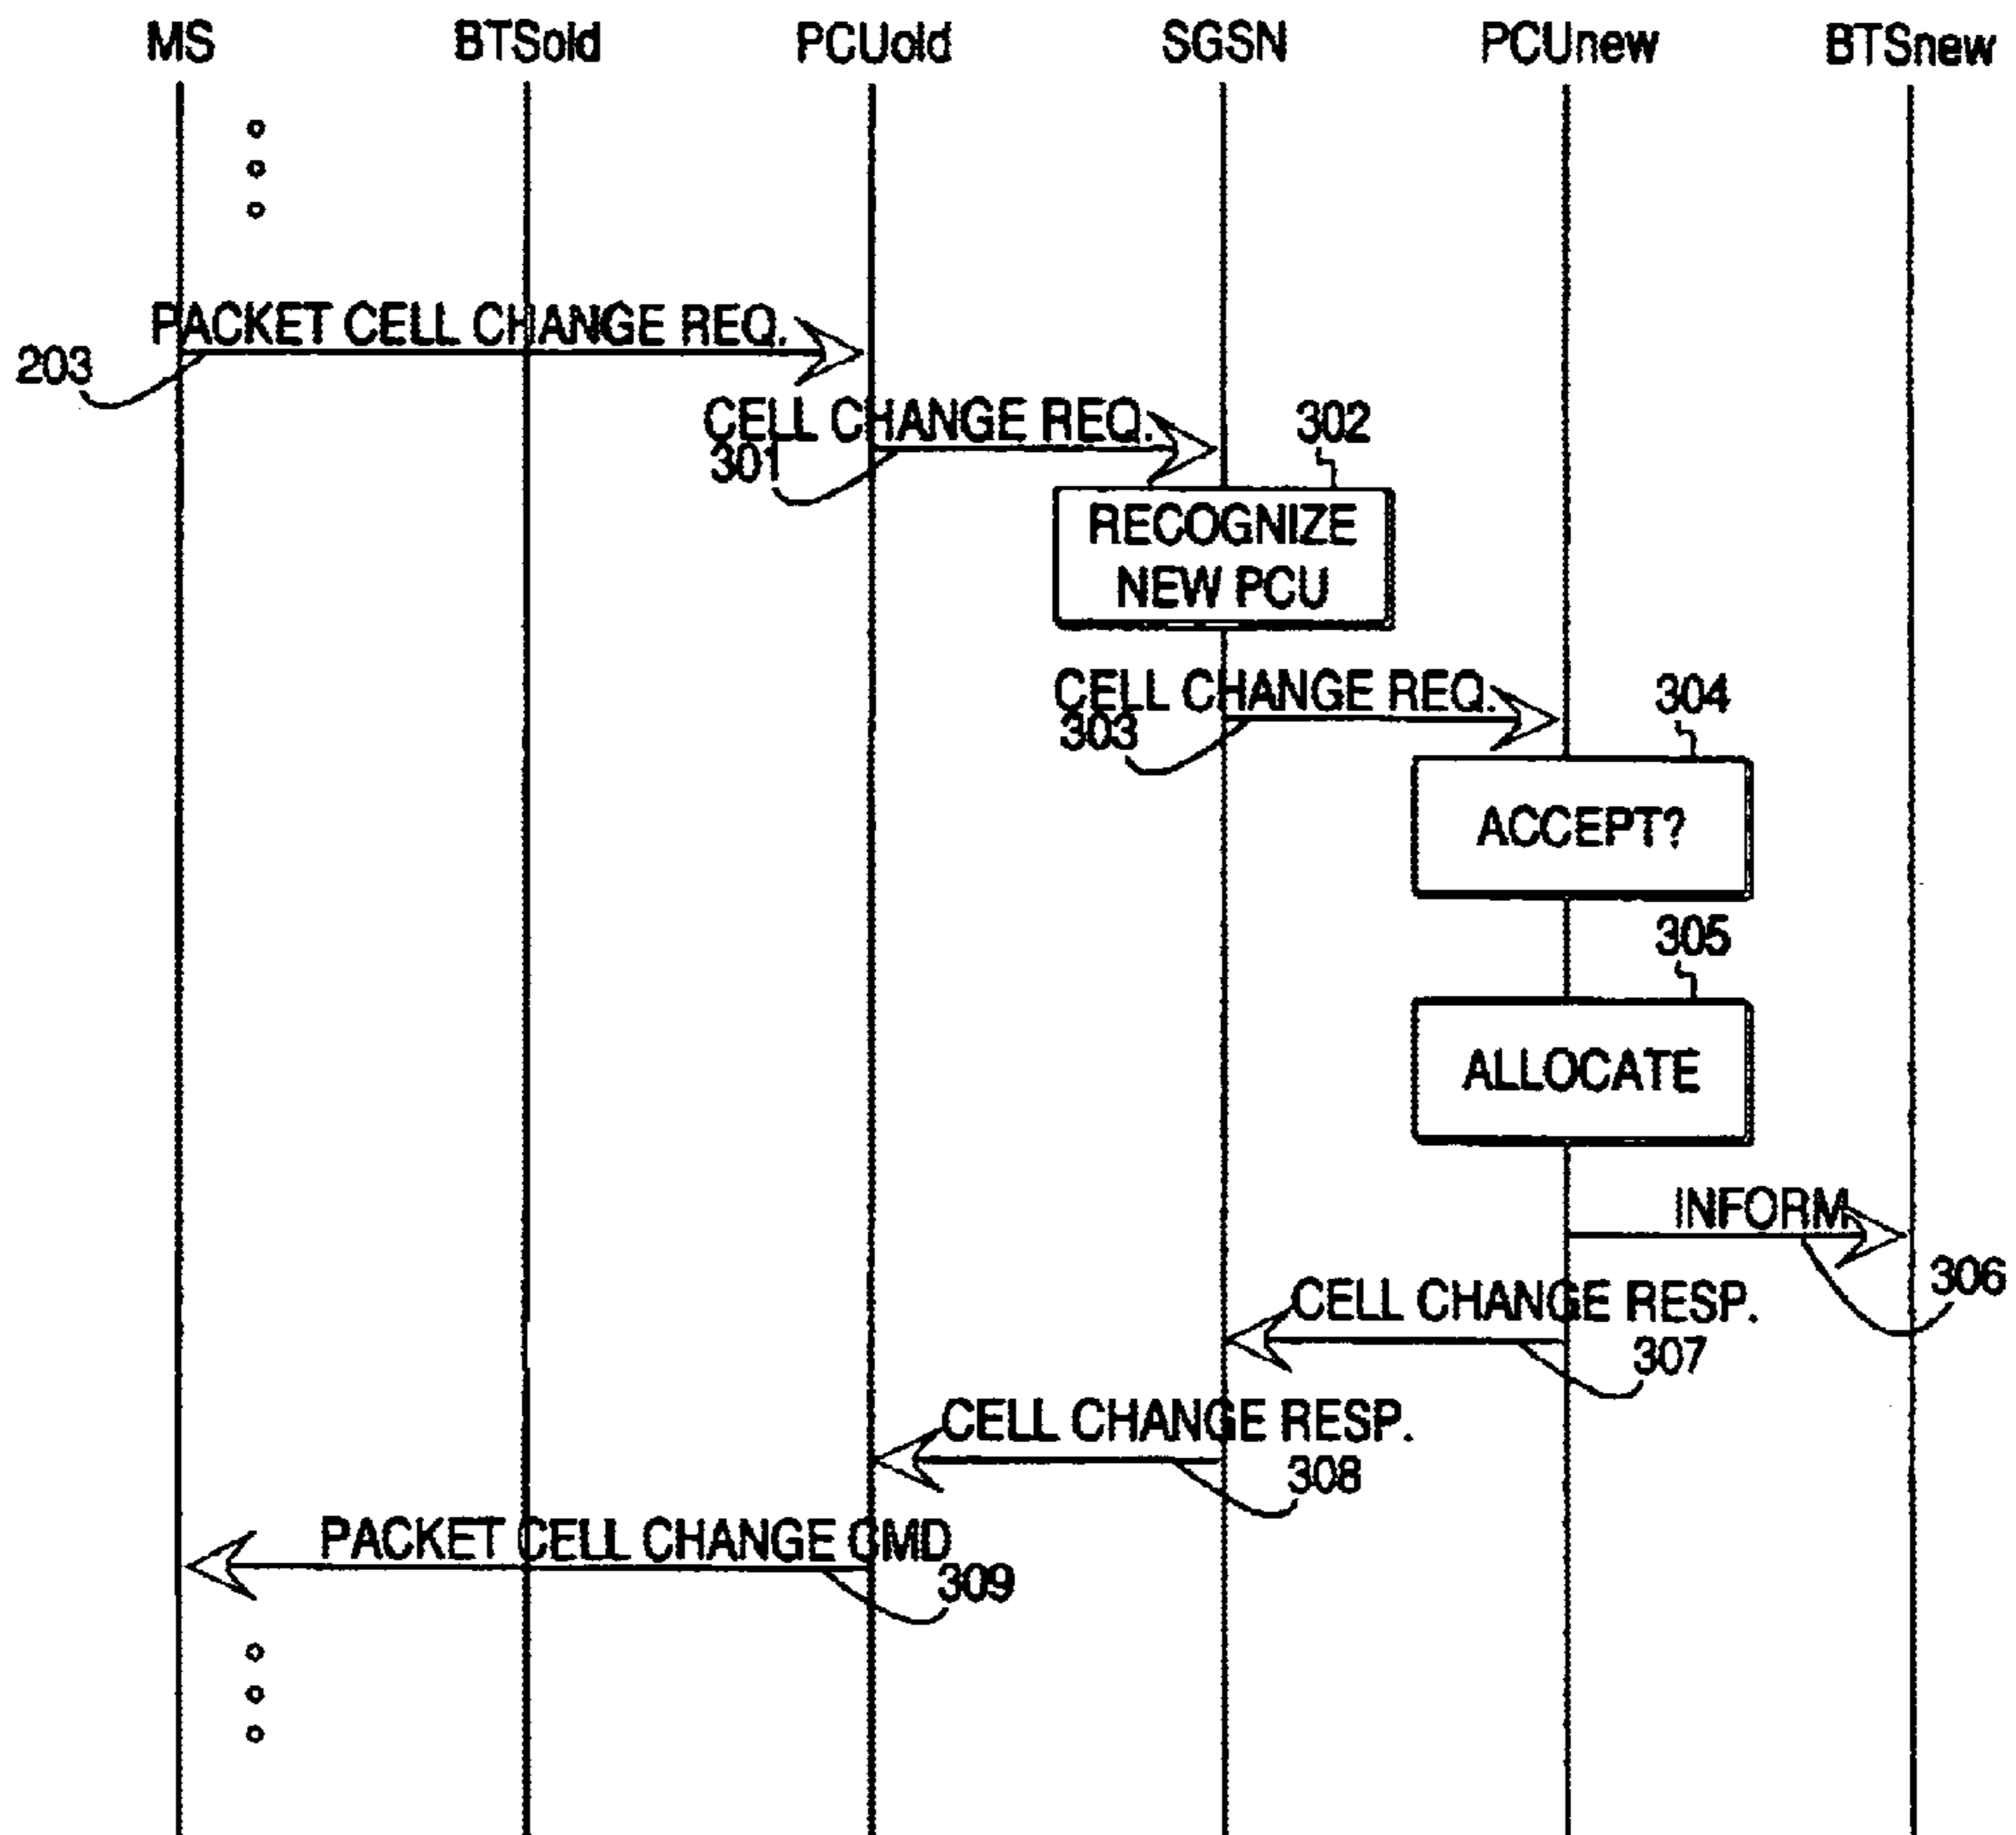 MS BTSold PCUold SGSN PCUnew BTSnew
PACKET CELL CHANGE REQ.
203
CELL CHANGE REQ.
301
302
RECOGNIZE
NEW PCU
CELL CHANGE REQ.
303
304
ACCEPT?
305
ALLOCATE
INFORM
306
CELL CHANGE RESP.
307
CELL CHANGE RESP.
308
PACKET CELL CHANGE CMD
309